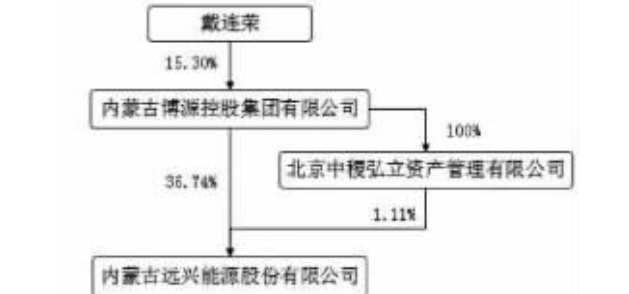 戴连荣
15.30%
内蒙古博源控股集团有限公司
100%
北京中稷弘立资产管理有限公司
36.74%
1.11%
内蒙古远兴能源股份有限公司